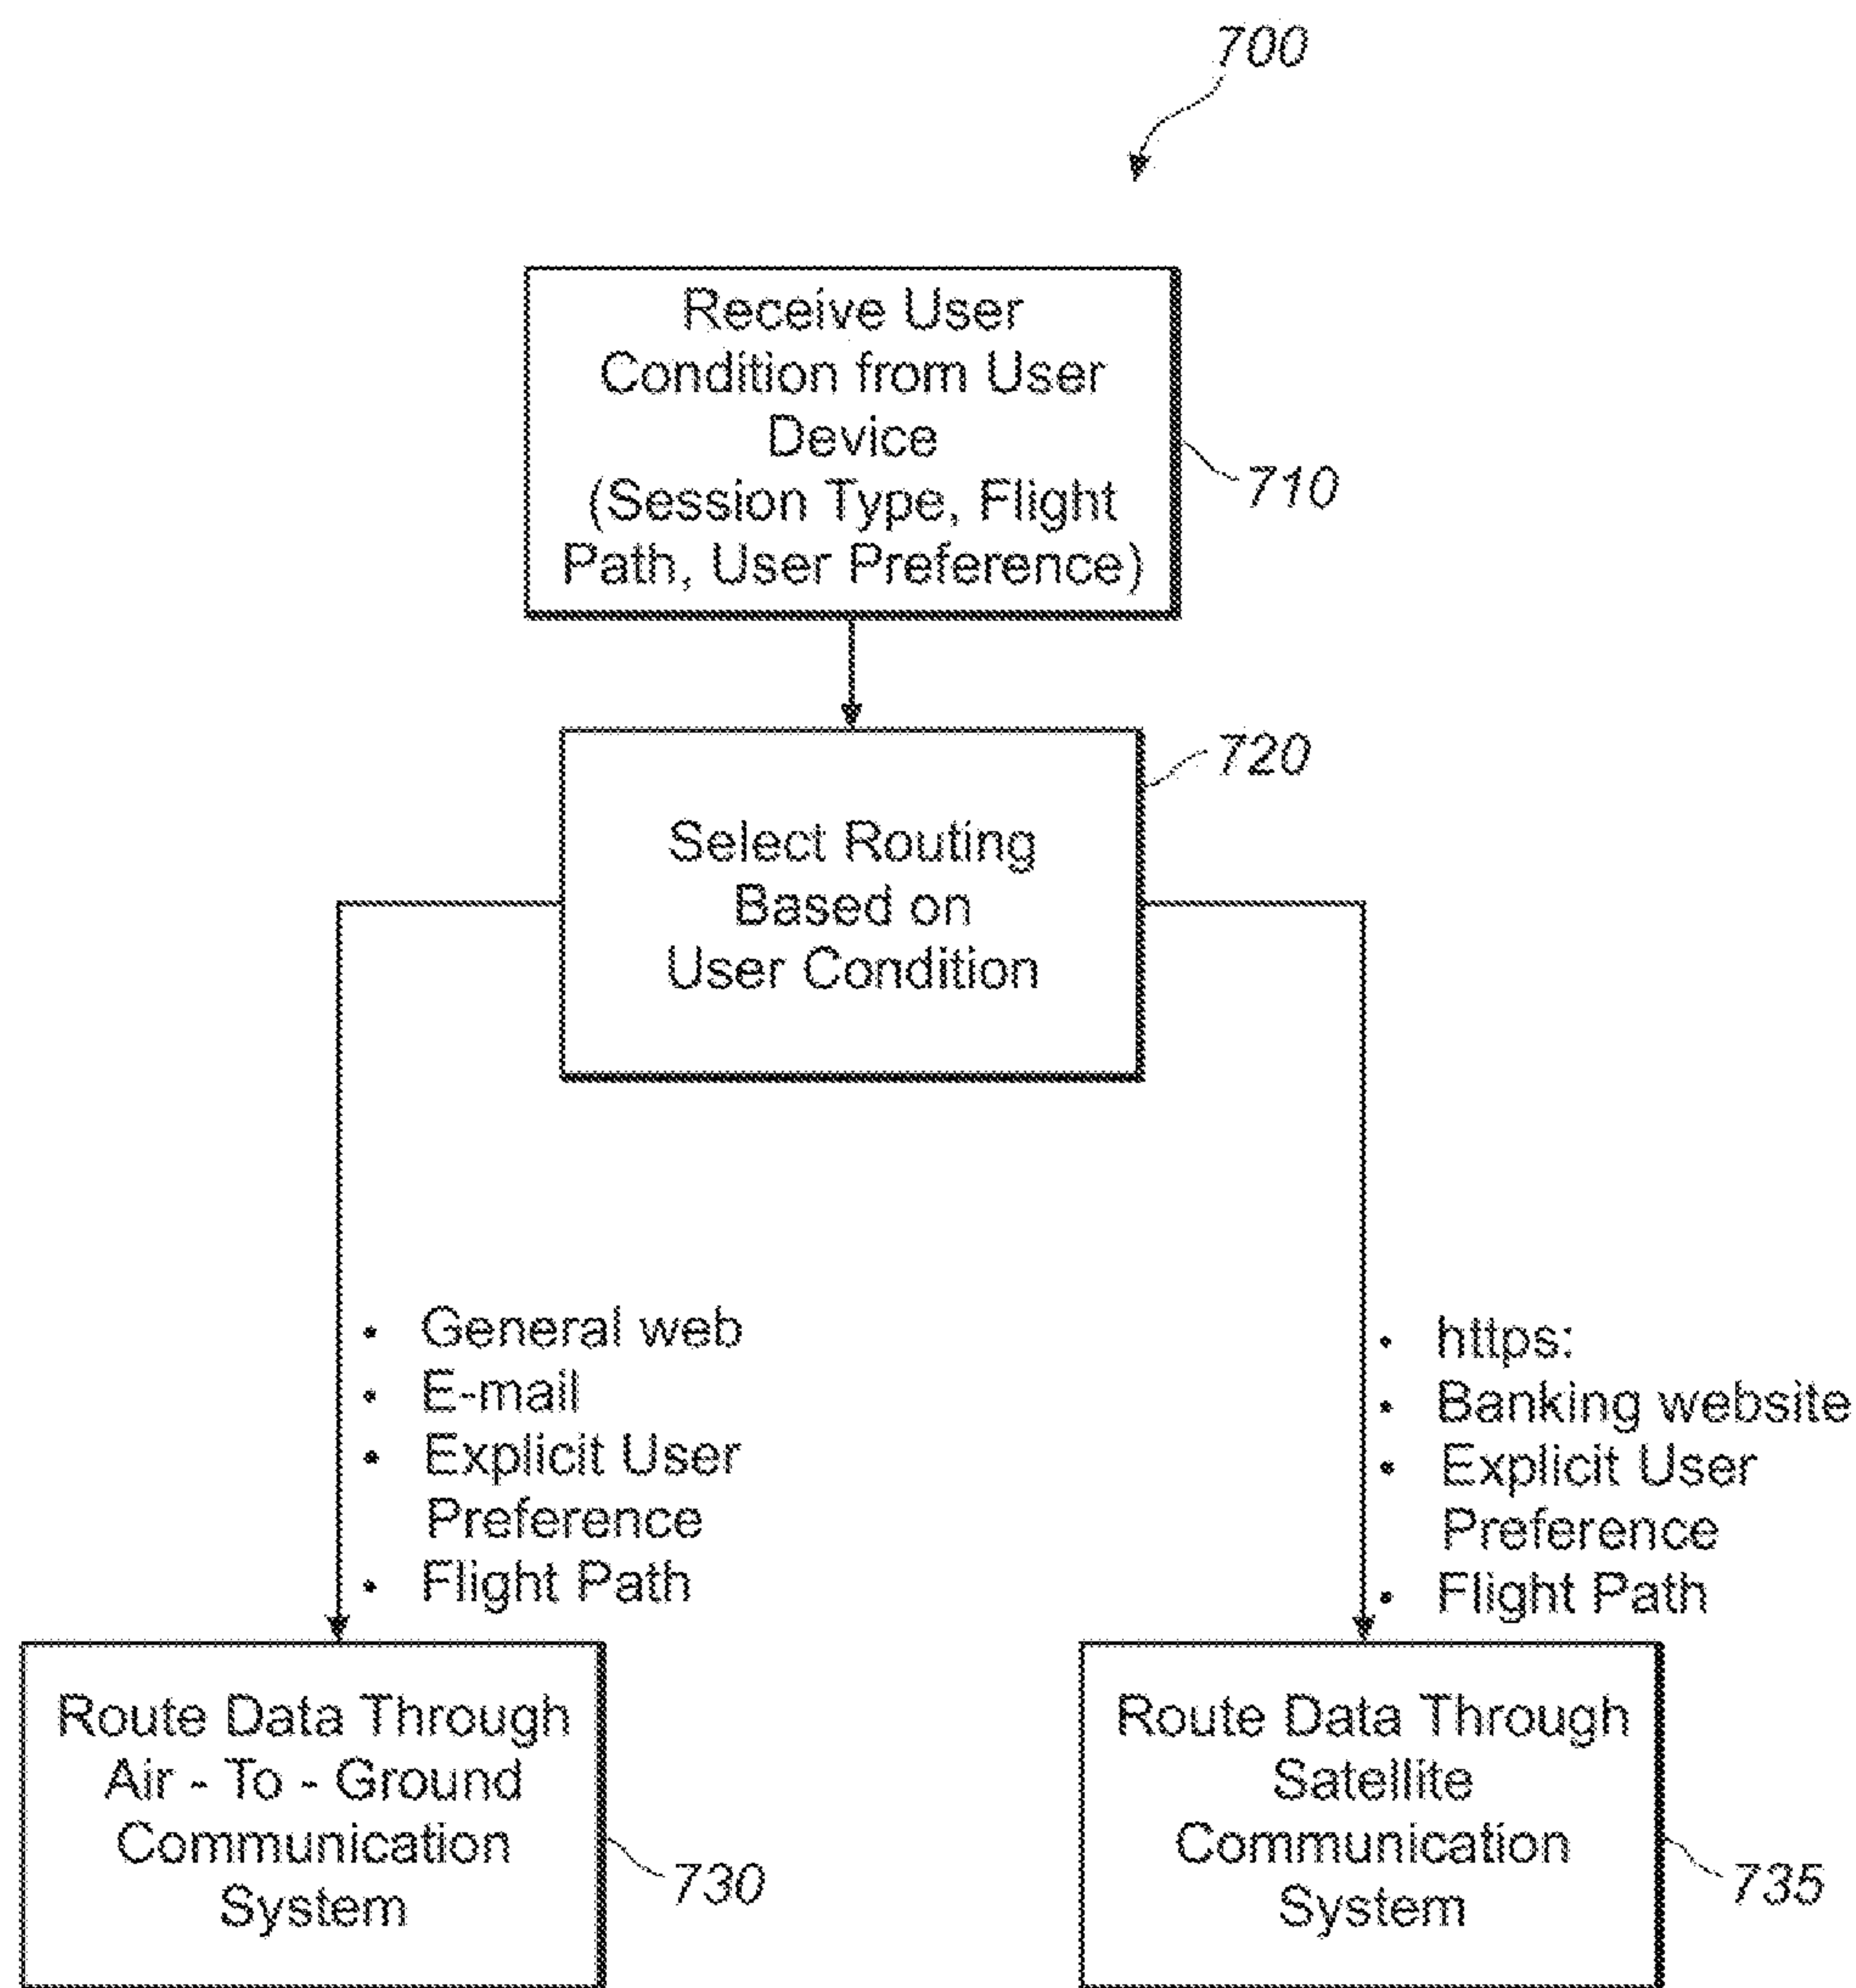 700
Receive User
Condition from User
Device
(Session Type, Flight
Path, User Preference)
710
720
Select Routing
Based on
User Condition
• General web
• E-mail
• Explicit User
Preference
• Flight Path
• https:
• Banking website
• Explicit User
Preference
• Flight Path
Route Data Through
Air - To - Ground
Communication
System
730
Route Data Through
Satellite
Communication
System
735